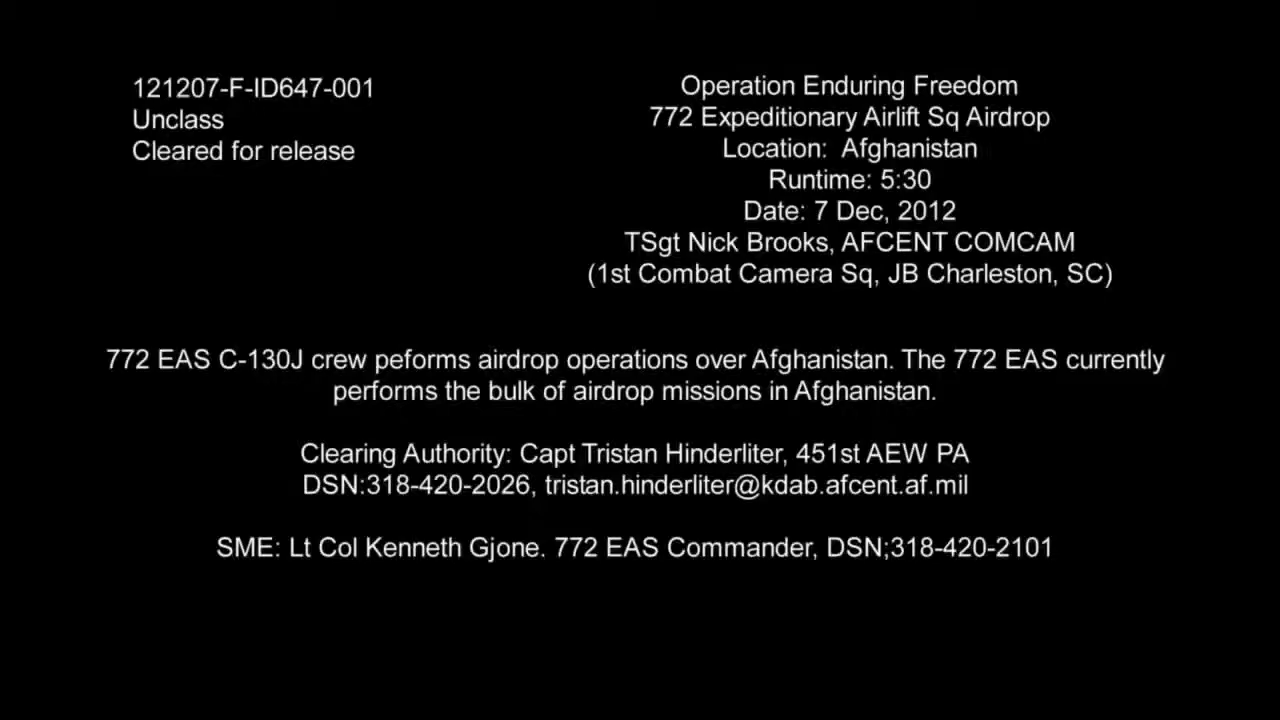 121207-F-ID647-001
Unclass
Cleared for release
Operation Enduring Freedom
772 Expeditionary Airlift Sq Airdrop
Location:  Afghanistan
Runtime: 5:30
Date: 7 Dec, 2012
TSgt Nick Brooks, AFCENT COMCAM
(1st Combat Camera Sq, JB Charleston, SC)
772 EAS C-130J crew peforms airdrop operations over Afghanistan. The 772 EAS currently
performs the bulk of airdrop missions in Afghanistan.
Clearing Authority: Capt Tristan Hinderliter, 451st AEW PA
DSN:318-420-2026, tristan.hinderliter@kdab.afcent.af.mil
SME: Lt Col Kenneth Gjone. 772 EAS Commander, DSN;318-420-2101